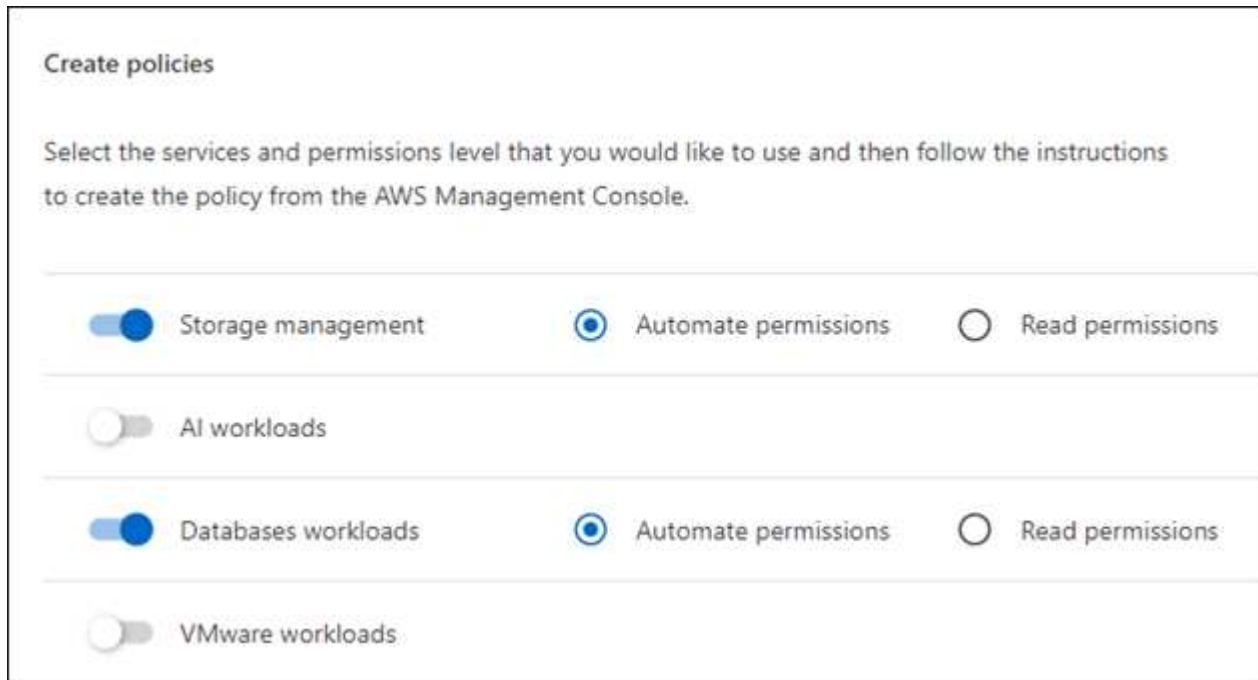 Create policies
Select the services and permissions level that you would like to use and then follow the instructions
to create the policy from the AWS Management Console.
Storage management Automate permissions Read permissions
AI workloads
Databases workloads Automate permissions Read permissions
VMware workloads